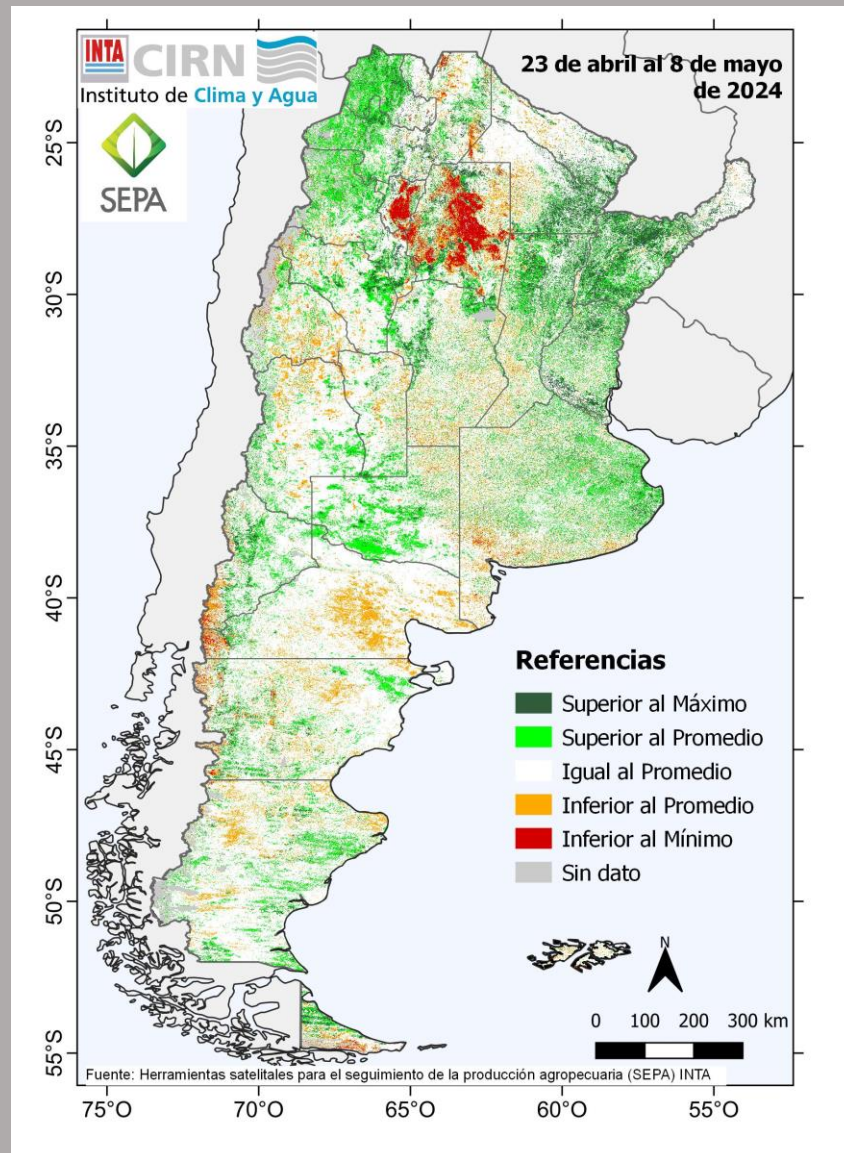 INTA CIRN
Instituto de Clima y Agua
SEPA
23 de abril al 8 de mayo
de 2024
25°S
30°S
35°S
40°S
45°S
50°S
55°S
Referencias
Superior al Máximo
Superior al Promedio
Igual al Promedio
Inferior al Promedio
Inferior al Mínimo
Sin dato
N
0 100 200 300 km
Fuente: Herramientas satelitales para el seguimiento de la producción agropecuaria (SEPA) INTA
75°O 70°O 65°O 60°O 55°O